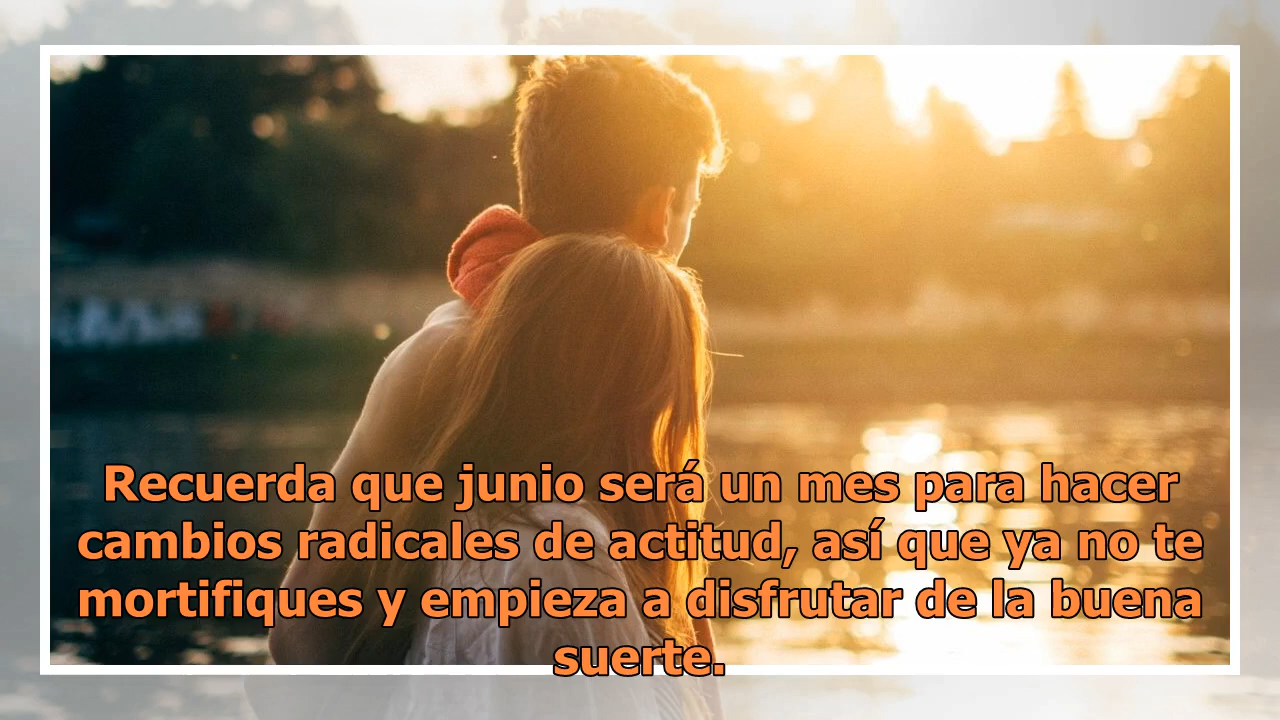 Recuerda que junio será un mes para hacer
cambios radicales de actitud, así que ya no te
mortifiques y empieza a disfrutar de la buena
suerte.